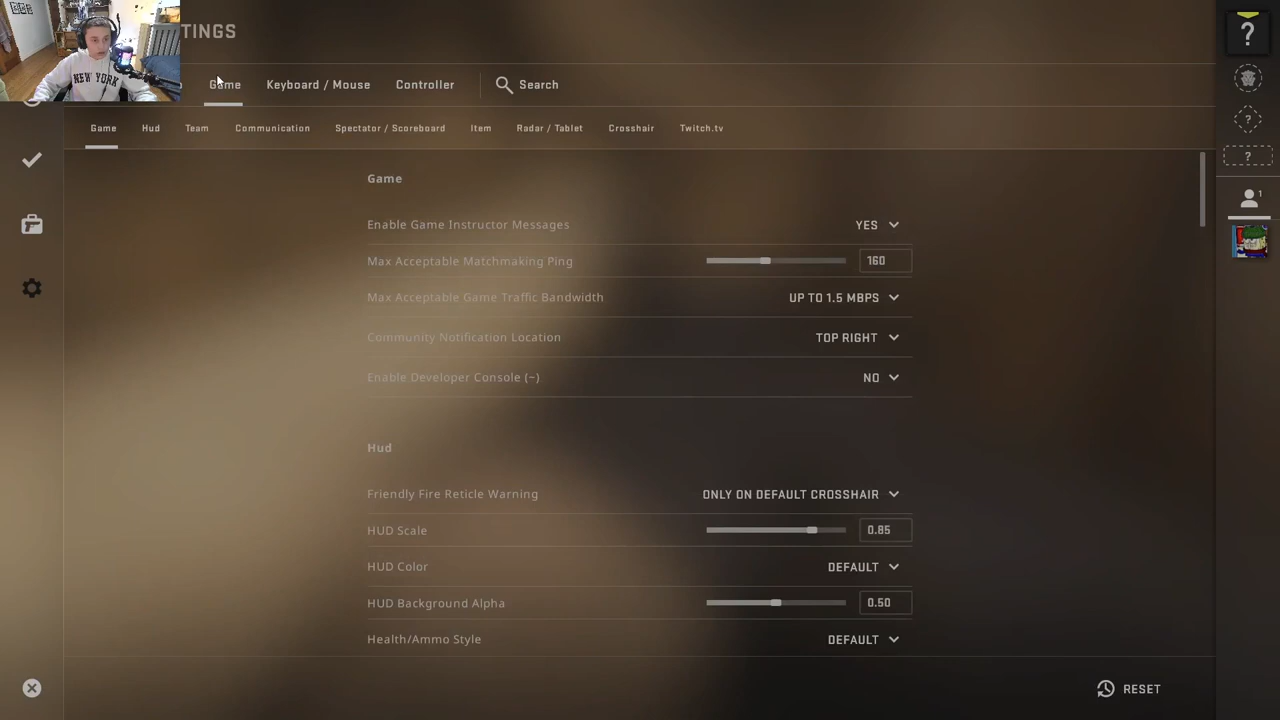 TINGS
Game Keyboard / Mouse Controller Search
Game Hud Team Communication Spectator / Scoreboard Item Radar / Tablet Crosshair Twitch.tv
Game
Enable Game Instructor Messages YES
Max Acceptable Matchmaking Ping 160
Max Acceptable Game Traffic Bandwidth UP TO 1.5 MBPS
Community Notification Location TOP RIGHT
Enable Developer Console (~) NO
Hud
Friendly Fire Reticle Warning ONLY ON DEFAULT CROSSHAIR
HUD Scale 0.85
HUD Color DEFAULT
HUD Background Alpha 0.50
Health/Ammo Style DEFAULT
RESET
NEW YORK
?
?
?
1